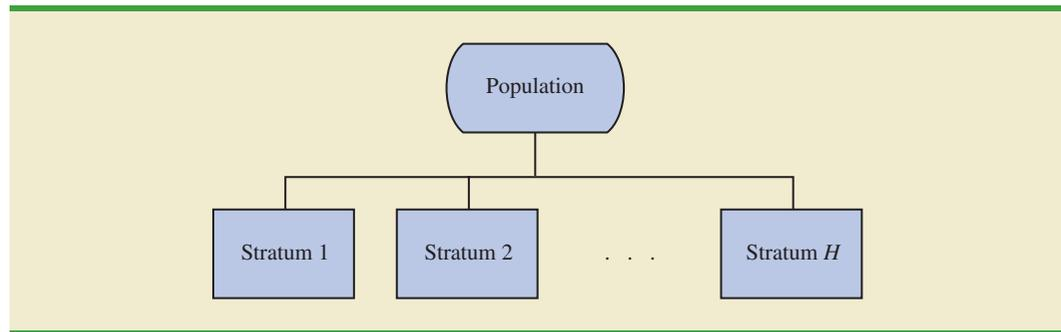 Population
Stratum 1 Stratum 2 . . . Stratum H